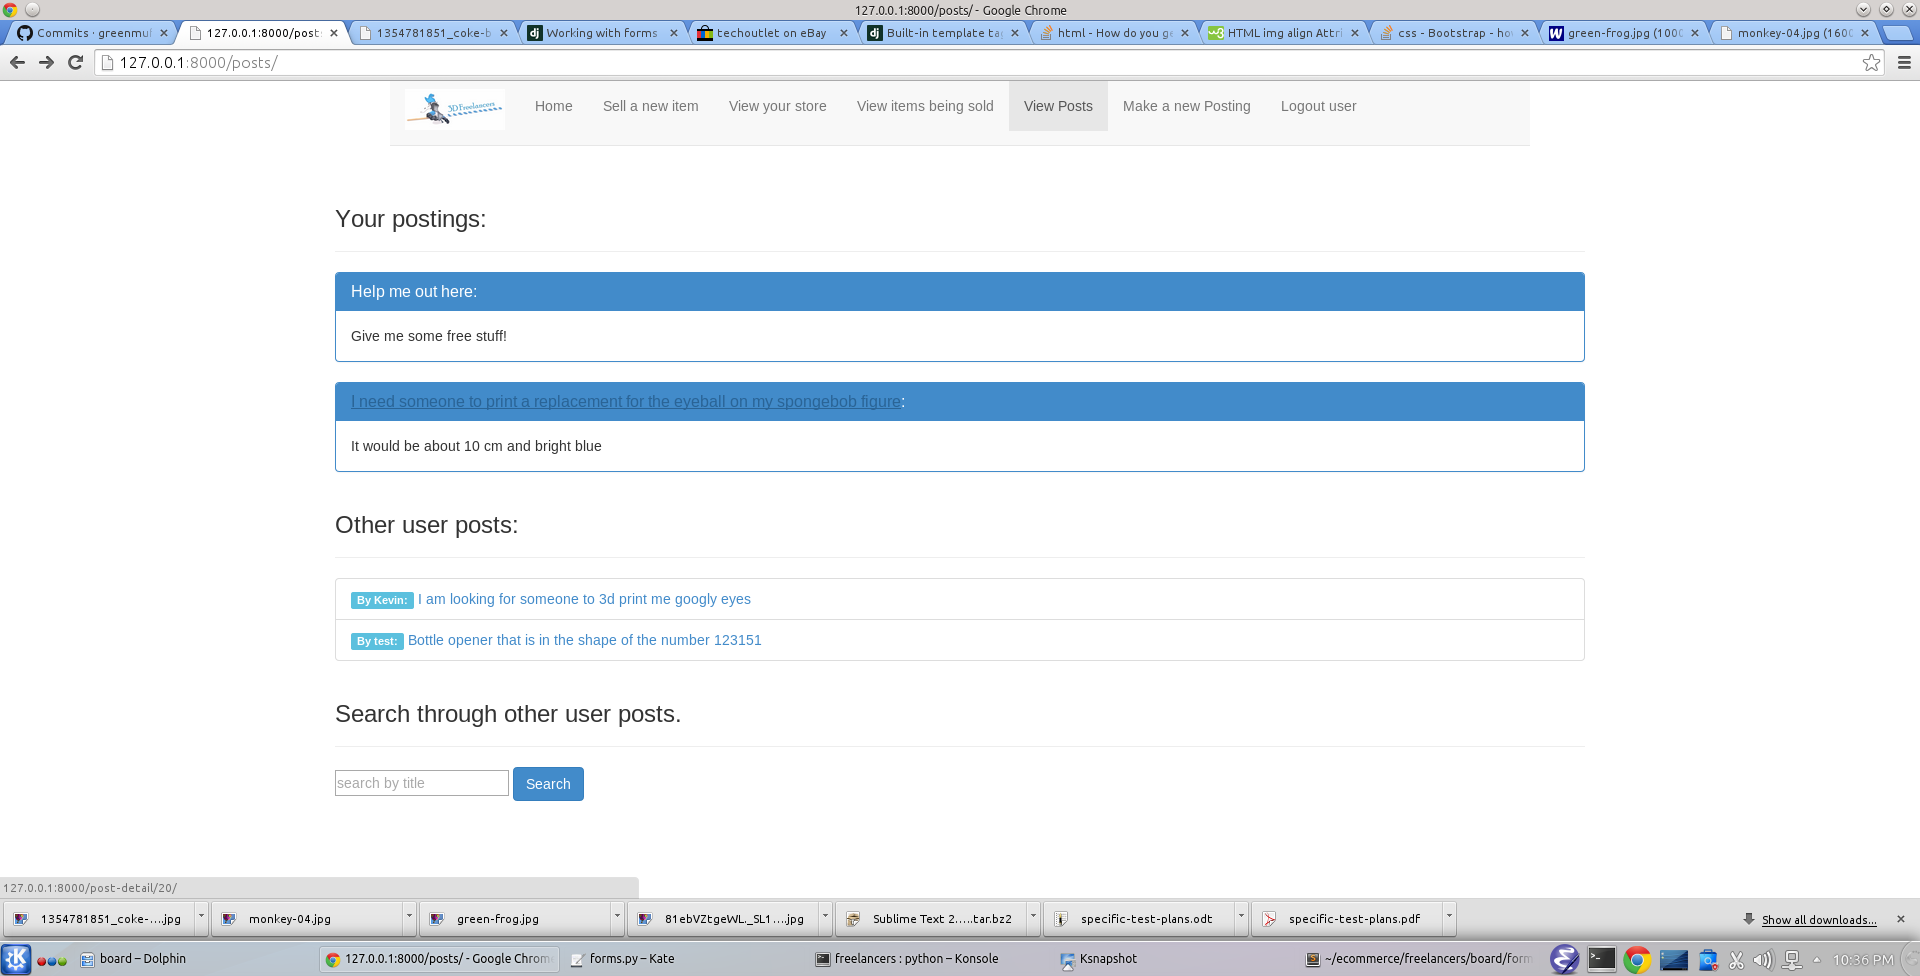 127.0.0.1:8000/posts/ - Google Chrome
Commits · greenmul
127.0.0.1:8000/post
1354781851_coke-b
Working with forms
techoutlet on eBay
Built-in template tag
html - How do you ge
HTML img align Attri
css - Bootstrap - how
green-frog.jpg (1000
monkey-04.jpg (1600
127.0.0.1:8000/posts/
3DFreelancers
Home
Sell a new item
View your store
View items being sold
View Posts
Make a new Posting
Logout user
Your postings:
Help me out here:
Give me some free stuff!
I need someone to print a replacement for the eyeball on my spongebob figure:
It would be about 10 cm and bright blue
Other user posts:
By Kevin: I am looking for someone to 3d print me googly eyes
By test: Bottle opener that is in the shape of the number 123151
Search through other user posts.
search by title
Search
127.0.0.1:8000/post-detail/20/
1354781851_coke-....jpg
monkey-04.jpg
green-frog.jpg
81ebVZtgeWL._SL1....jpg
Sublime Text 2.....tar.bz2
specific-test-plans.odt
specific-test-plans.pdf
Show all downloads...
board – Dolphin
127.0.0.1:8000/posts/ - Google Chrome
forms.py – Kate
freelancers : python – Konsole
Ksnapshot
~/ecommerce/freelancers/board/form
10:36 PM